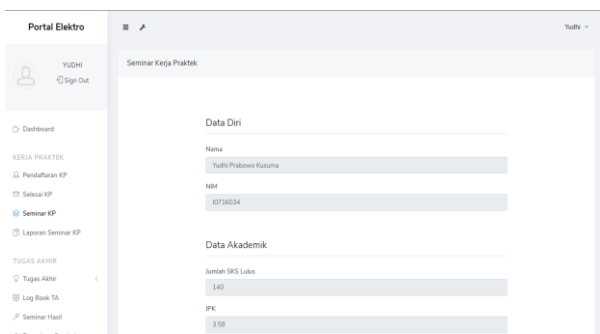 Portal Elektro
Yudhi
YUDHI
Sign Out
Dashboard
KERJA PRAKTEK
Pendaftaran KP
Selesai KP
Seminar KP
Laporan Seminar KP
TUGAS AKHIR
Tugas Akhir
Log Book TA
Seminar Hasil
Seminar Kerja Praktek
Data Diri
Nama
Yudhi Prabowo Kusuma
NIM
I0716034
Data Akademik
Jumlah SKS Lulus
140
IPK
3.58